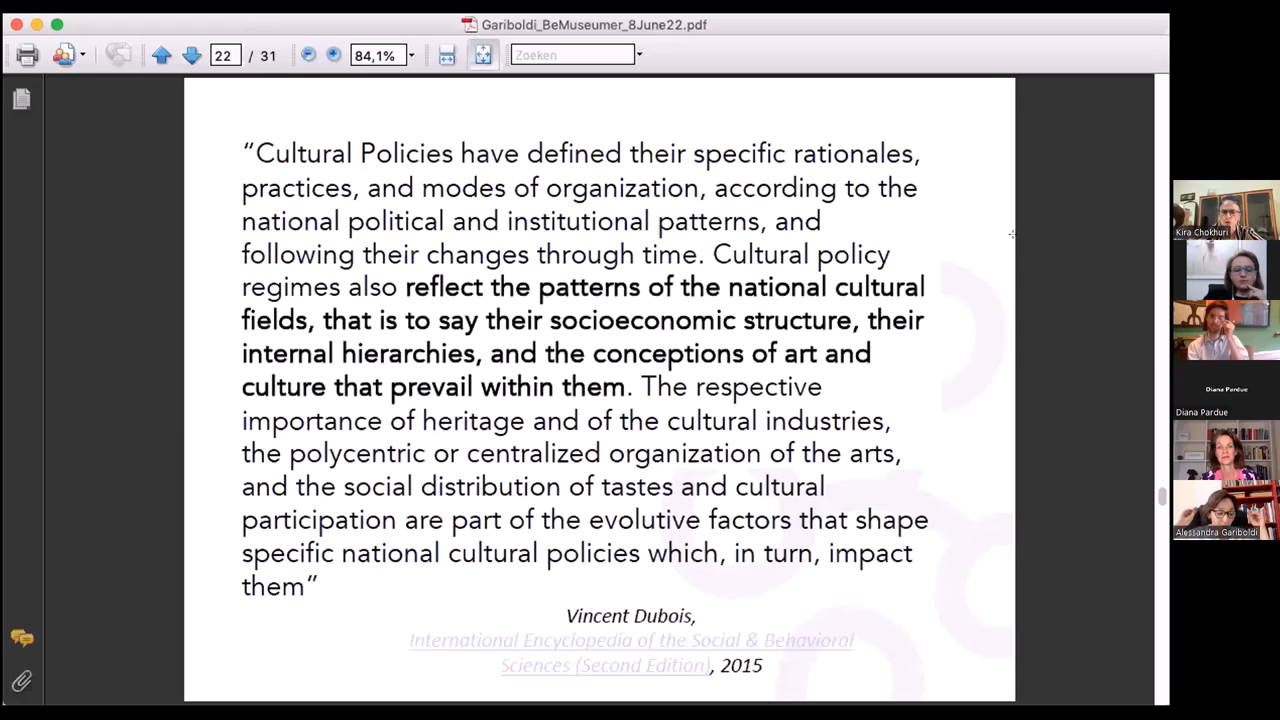 Gariboldi_BeMuseumer_8June22.pdf
22 / 31
84,1%
Zoeken
“Cultural Policies have defined their specific rationales,
practices, and modes of organization, according to the
national political and institutional patterns, and
following their changes through time. Cultural policy
regimes also reflect the patterns of the national cultural
fields, that is to say their socioeconomic structure, their
internal hierarchies, and the conceptions of art and
culture that prevail within them. The respective
importance of heritage and of the cultural industries,
the polycentric or centralized organization of the arts,
and the social distribution of tastes and cultural
participation are part of the evolutive factors that shape
specific national cultural policies which, in turn, impact
them”
Vincent Dubois,
International Encyclopedia of the Social & Behavioral
Sciences (Second Edition), 2015
Kira Chokhuri
Diana Pardue
Diana Pardue
Alessandra Gariboldi